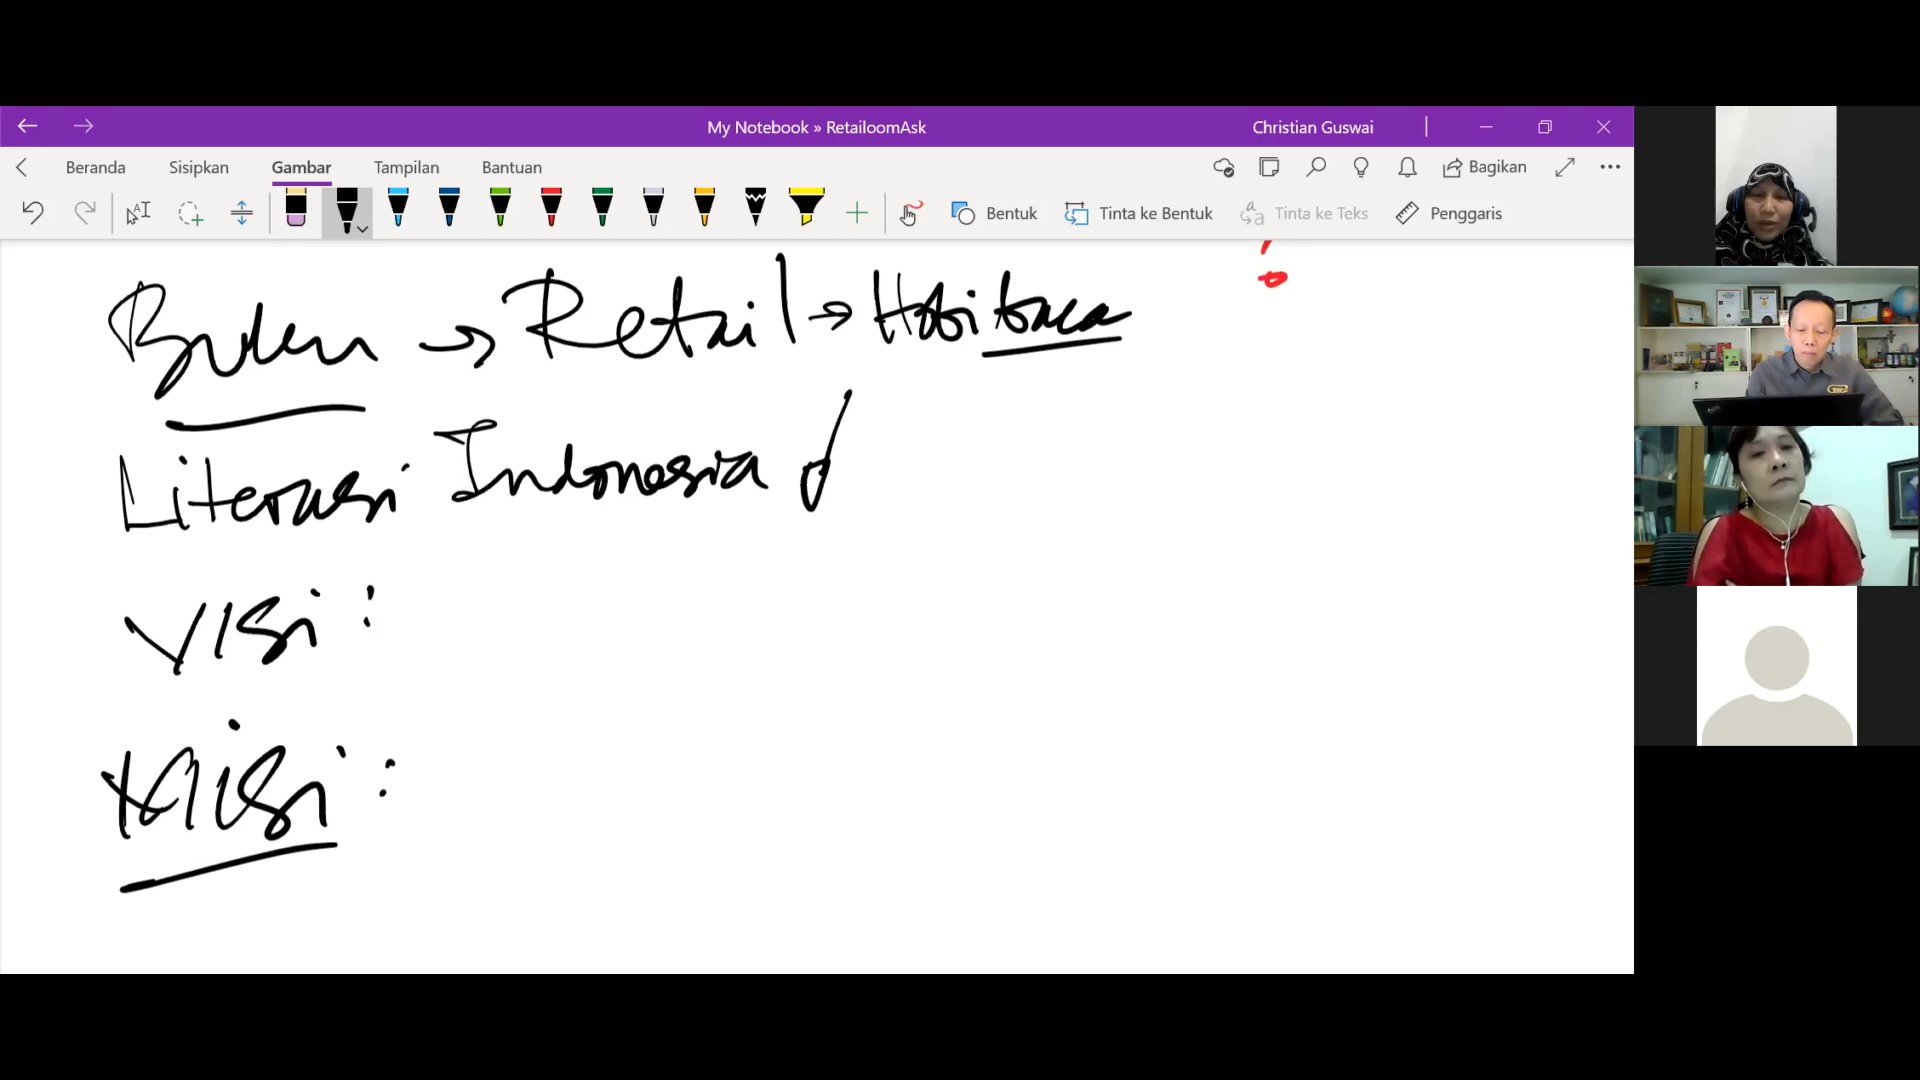 My Notebook » RetailoomAsk
Christian Guswai
Beranda Sisipkan Gambar Tampilan Bantuan
Bagikan
Bentuk Tinta ke Bentuk Tinta ke Teks Penggaris
Buku → Retail → Hobi baca
Literasi Indonesia
Visi :
Misi :